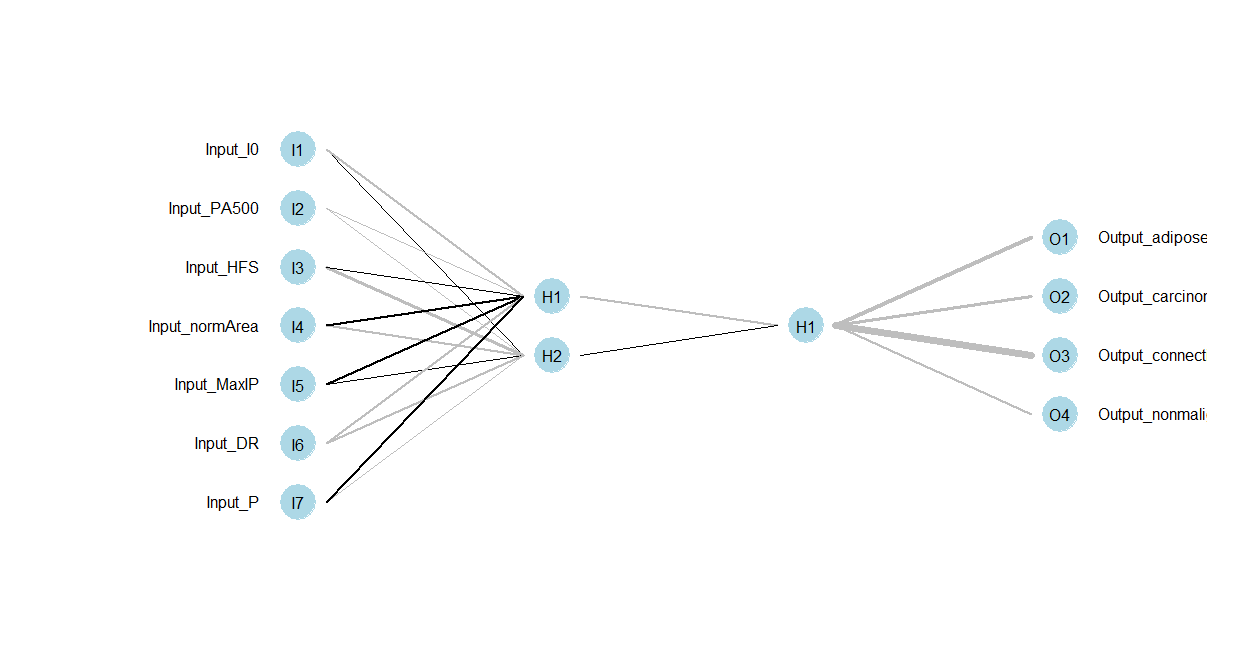 Input_I0 I1
Input_PA500 I2
Input_HFS I3
Input_normArea I4
Input_MaxIP I5
Input_DR I6
Input_P I7
H1
H2
H1
O1 Output_adipose
O2 Output_carcinor
O3 Output_connect
O4 Output_nonmali